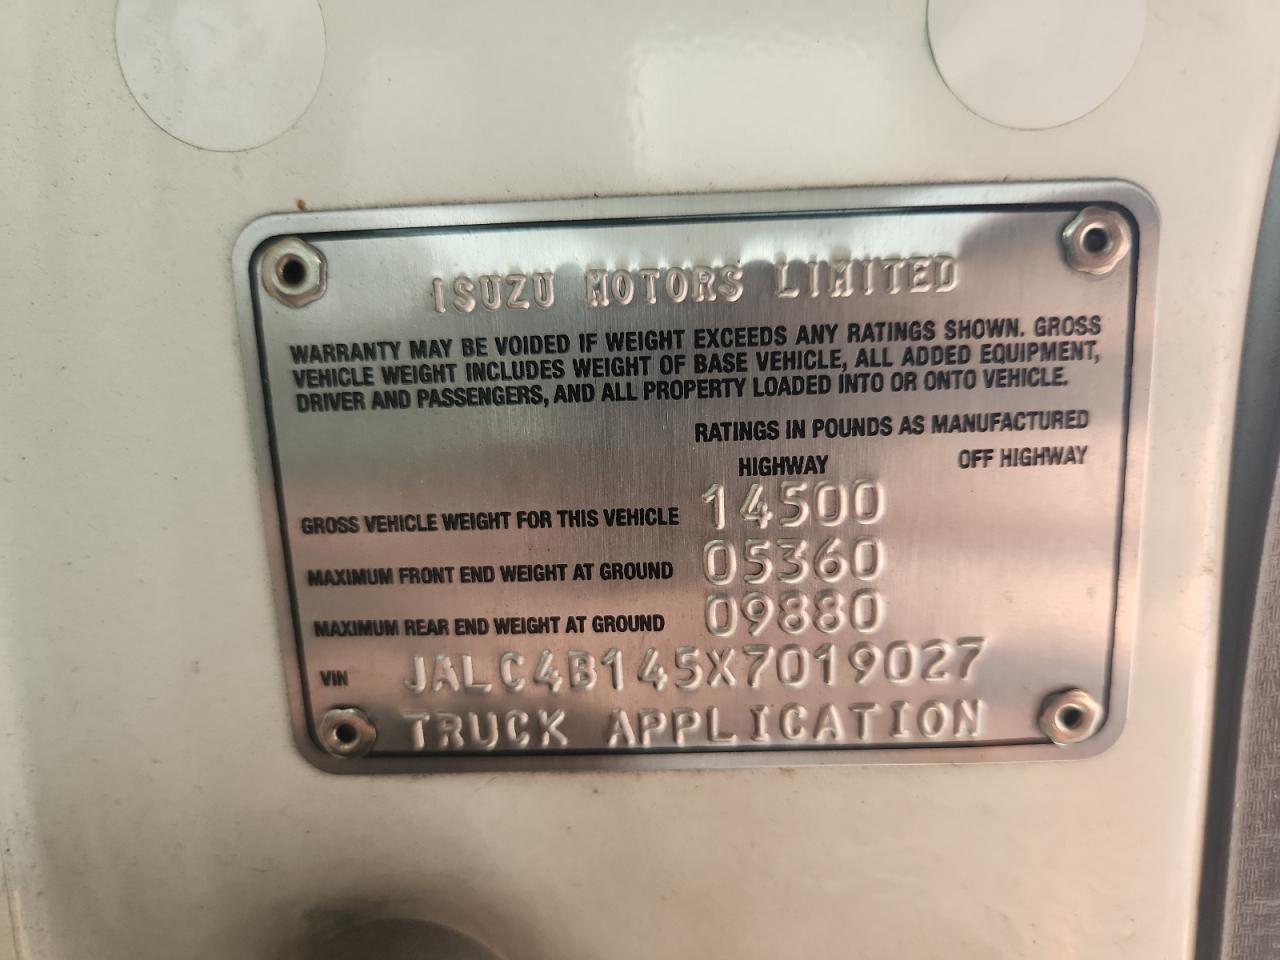 ISUZU MOTORS LIMITED
WARRANTY MAY BE VOIDED IF WEIGHT EXCEEDS ANY RATINGS SHOWN. GROSS
VEHICLE WEIGHT INCLUDES WEIGHT OF BASE VEHICLE, ALL ADDED EQUIPMENT,
DRIVER AND PASSENGERS, AND ALL PROPERTY LOADED INTO OR ONTO VEHICLE.
RATINGS IN POUNDS AS MANUFACTURED
HIGHWAY OFF HIGHWAY
GROSS VEHICLE WEIGHT FOR THIS VEHICLE 14500
MAXIMUM FRONT END WEIGHT AT GROUND 05360
MAXIMUM REAR END WEIGHT AT GROUND 09880
VIN JALC4B145X7019027
TRUCK APPLICATION